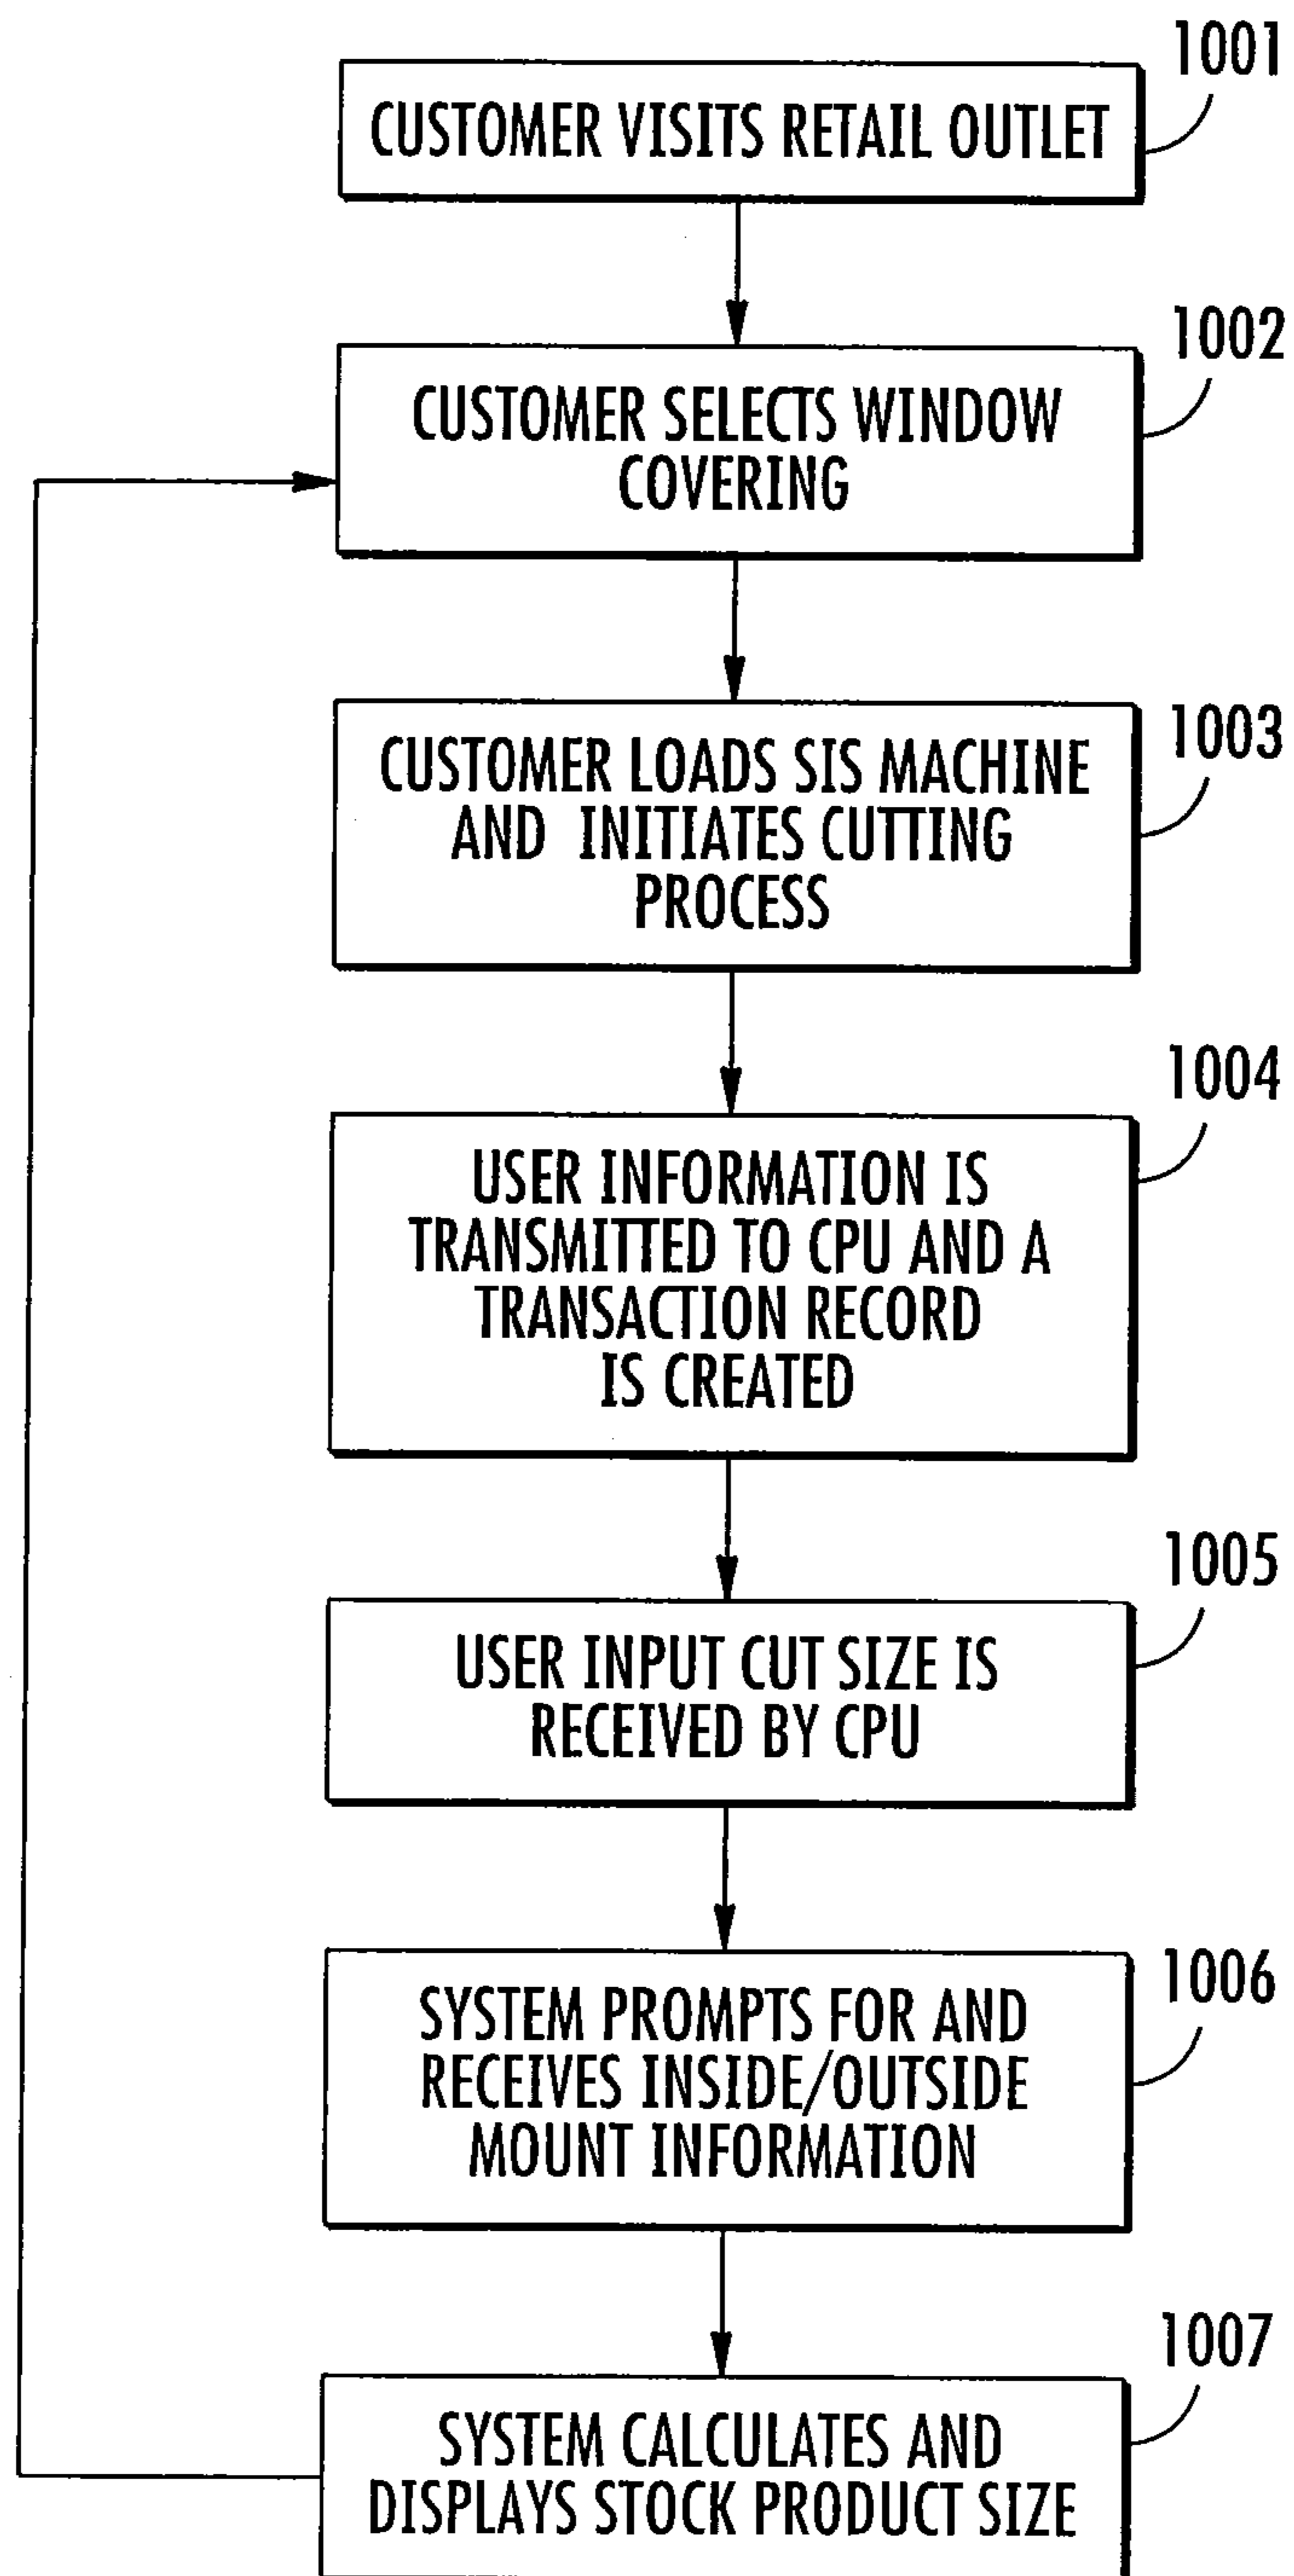 1001
CUSTOMER VISITS RETAIL OUTLET
1002
CUSTOMER SELECTS WINDOW
COVERING
1003
CUSTOMER LOADS SIS MACHINE
AND INITIATES CUTTING
PROCESS
1004
USER INFORMATION IS
TRANSMITTED TO CPU AND A
TRANSACTION RECORD
IS CREATED
1005
USER INPUT CUT SIZE IS
RECEIVED BY CPU
1006
SYSTEM PROMPTS FOR AND
RECEIVES INSIDE/OUTSIDE
MOUNT INFORMATION
1007
SYSTEM CALCULATES AND
DISPLAYS STOCK PRODUCT SIZE